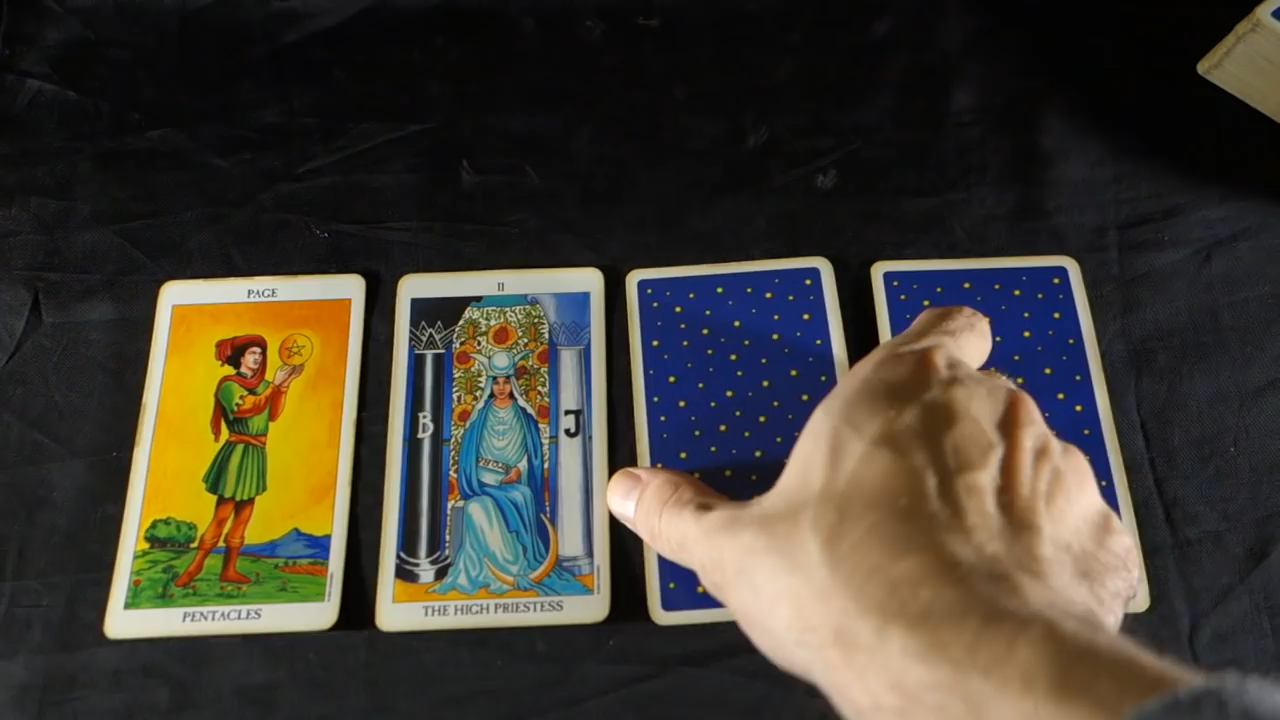 PAGE
PENTACLES
II
B
J
THE HIGH PRIESTESS